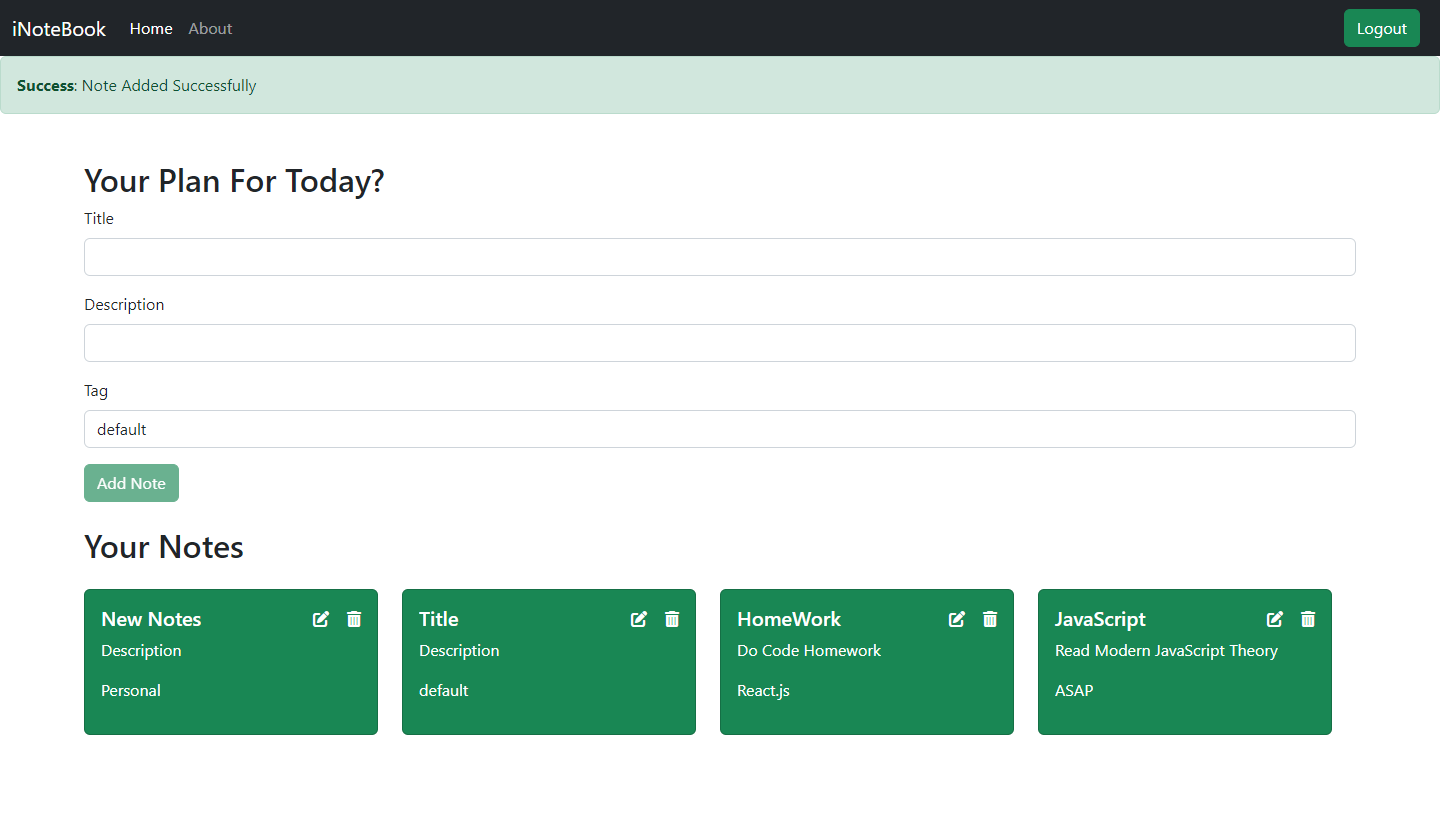 iNoteBook Home About Logout
Success: Note Added Successfully
Your Plan For Today?
Title
Description
Tag
default
Add Note
Your Notes
New Notes
Description
Personal
Title
Description
default
HomeWork
Do Code Homework
React.js
JavaScript
Read Modern JavaScript Theory
ASAP